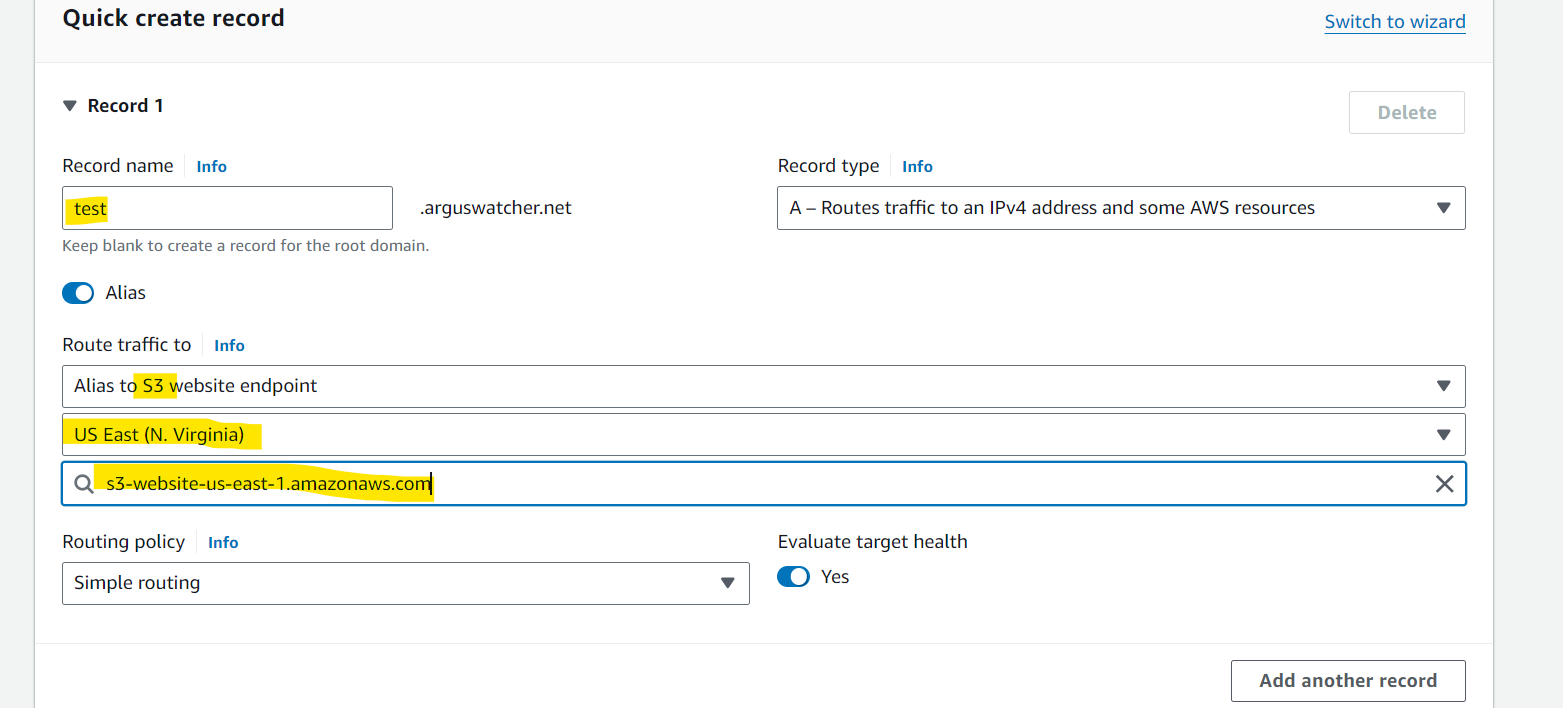 Quick create record
Switch to wizard
Record 1
Delete
Record name
Info
Record type
Info
test
.arguswatcher.net
A – Routes traffic to an IPv4 address and some AWS resources
Keep blank to create a record for the root domain.
Alias
Route traffic to
Info
Alias to S3 website endpoint
US East (N. Virginia)
s3-website-us-east-1.amazonaws.com
Routing policy
Info
Evaluate target health
Simple routing
Yes
Add another record